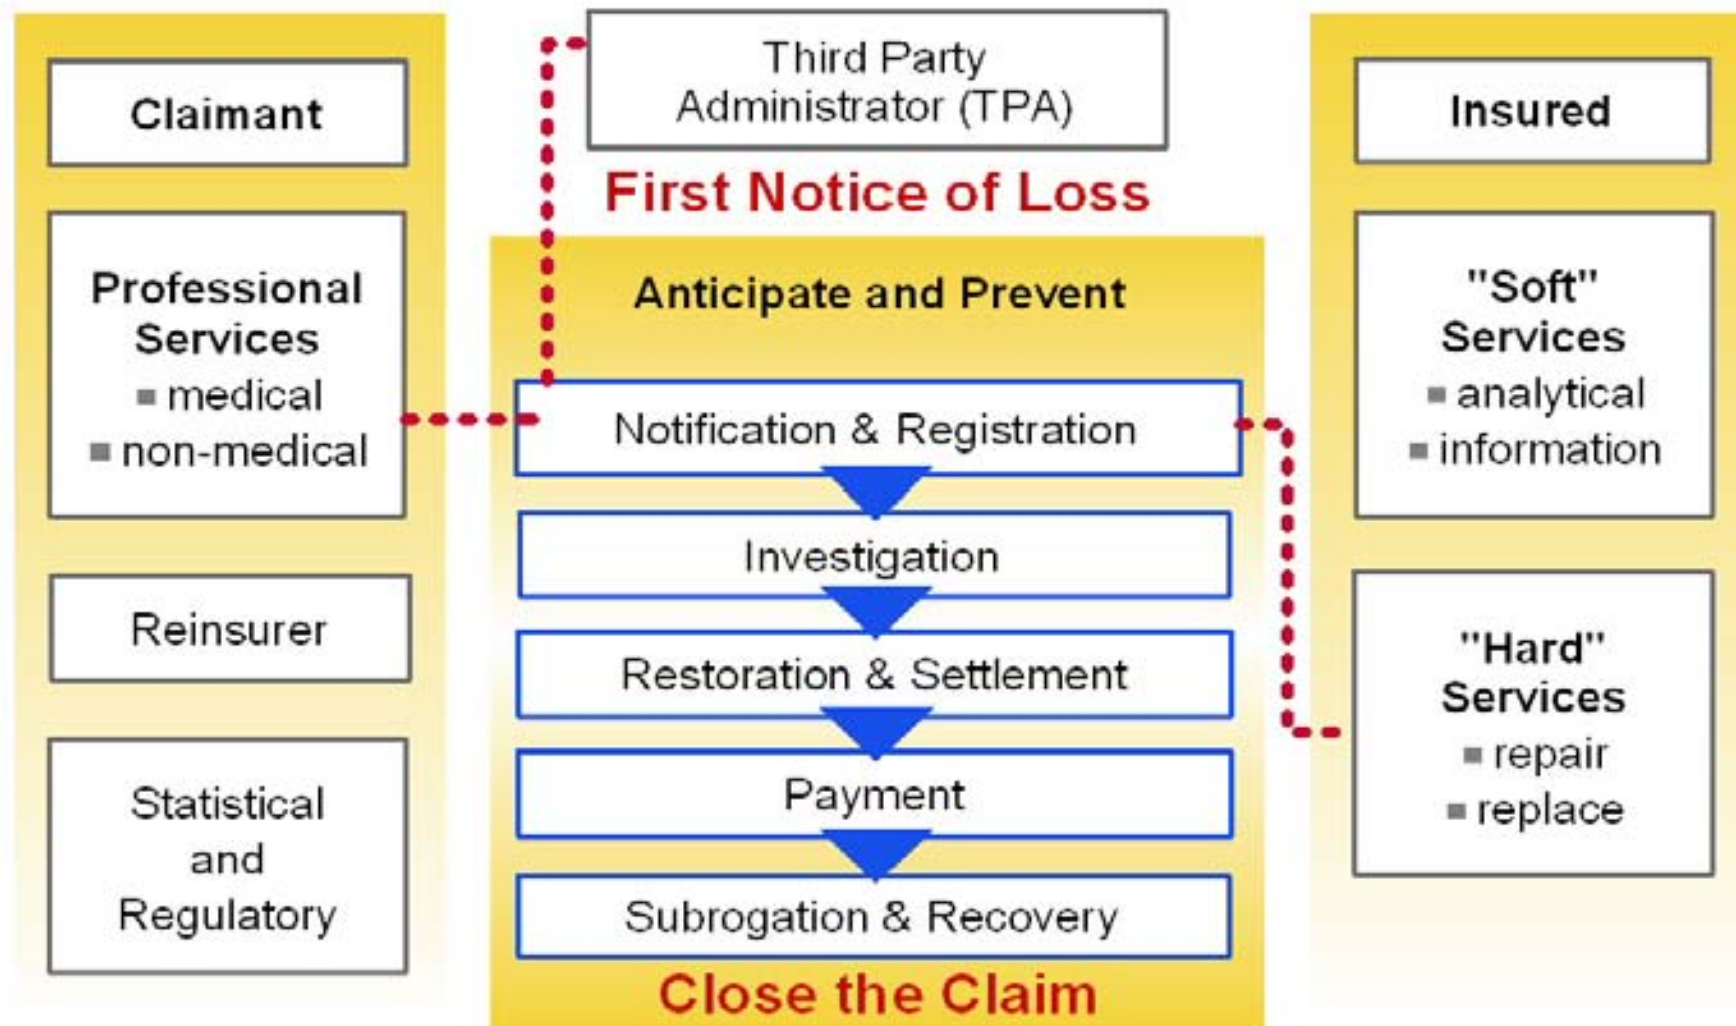 Claimant
Professional
Services
▪ medical
▪ non-medical
Reinsurer
Statistical
and
Regulatory
Third Party
Administrator (TPA)
First Notice of Loss
Anticipate and Prevent
Notification & Registration
Investigation
Restoration & Settlement
Payment
Subrogation & Recovery
Close the Claim
Insured
"Soft"
Services
▪ analytical
▪ information
"Hard"
Services
▪ repair
▪ replace